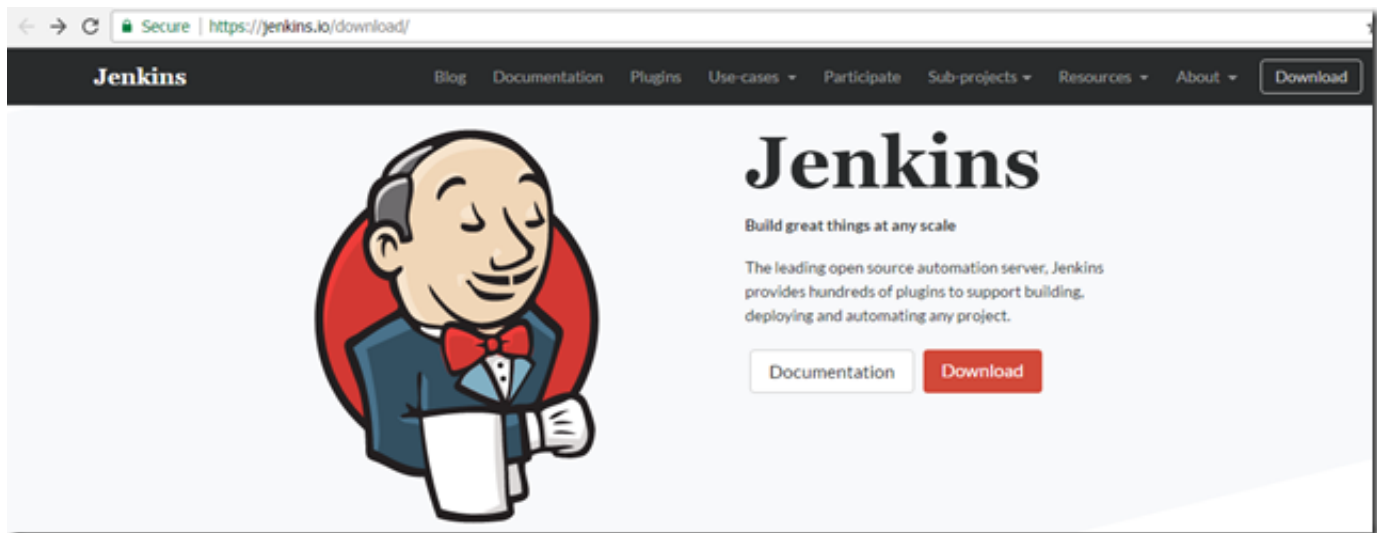 Secure | https://jenkins.io/download/
Jenkins Blog Documentation Plugins Use-cases Participate Sub-projects Resources About Download
Jenkins
Build great things at any scale
The leading open source automation server, Jenkins
provides hundreds of plugins to support building,
deploying and automating any project.
Documentation Download